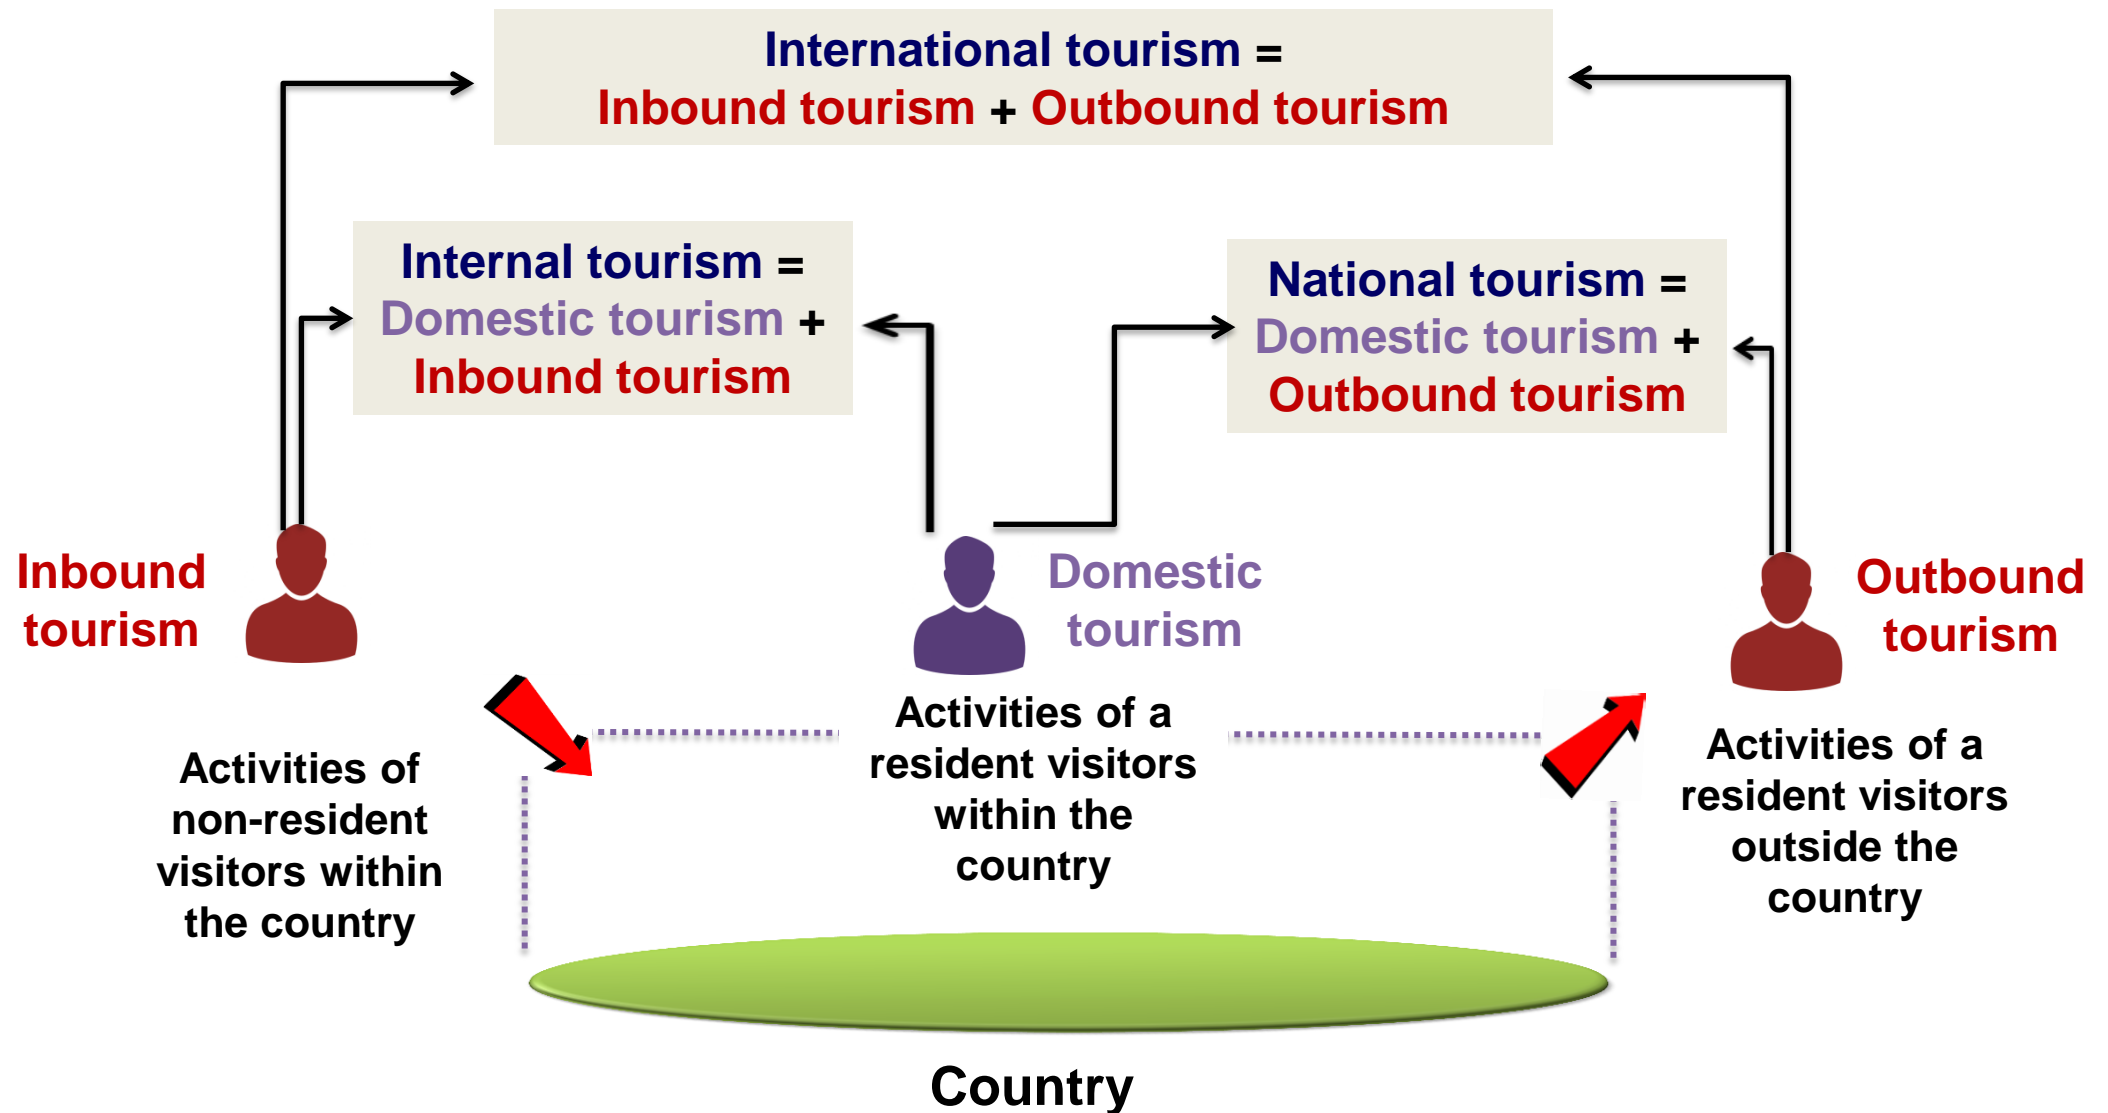 International tourism =
Inbound tourism + Outbound tourism
Internal tourism =
Domestic tourism +
Inbound tourism
National tourism =
Domestic tourism +
Outbound tourism
Inbound
tourism
Domestic
tourism
Outbound
tourism
Activities of
non-resident
visitors within
the country
Activities of a
resident visitors
within the
country
Activities of a
resident visitors
outside the
country
Country